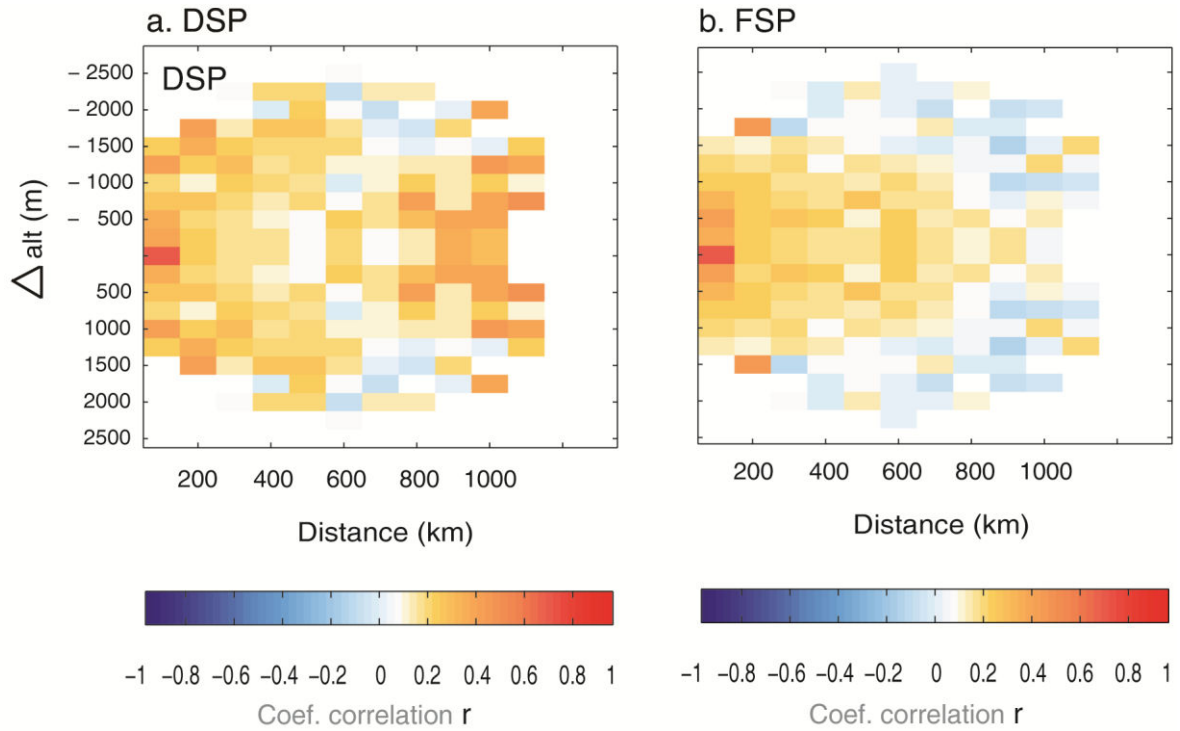 a. DSP
b. FSP
DSP
- 2500
- 2000
- 1500
- 1000
- 500
500
1000
1500
2000
2500
△ alt (m)
200 400 600 800 1000
200 400 600 800 1000
Distance (km)
Distance (km)
−1 −0.8 −0.6 −0.4 −0.2 0 0.2 0.4 0.6 0.8 1
−1 −0.8 −0.6 −0.4 −0.2 0 0.2 0.4 0.6 0.8 1
Coef. correlation r
Coef. correlation r